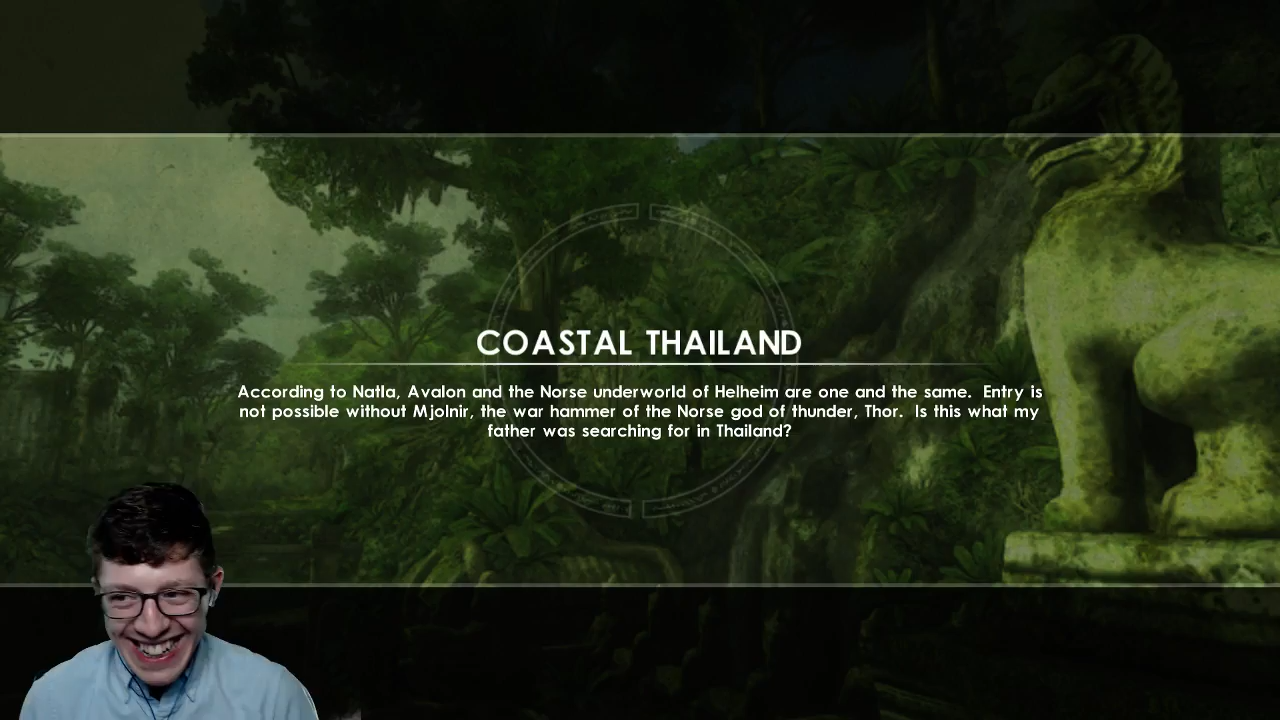 COASTAL THAILAND
According to Natla, Avalon and the Norse underworld of Helheim are one and the same.  Entry is
not possible without Mjolnir, the war hammer of the Norse god of thunder, Thor.  Is this what my
father was searching for in Thailand?